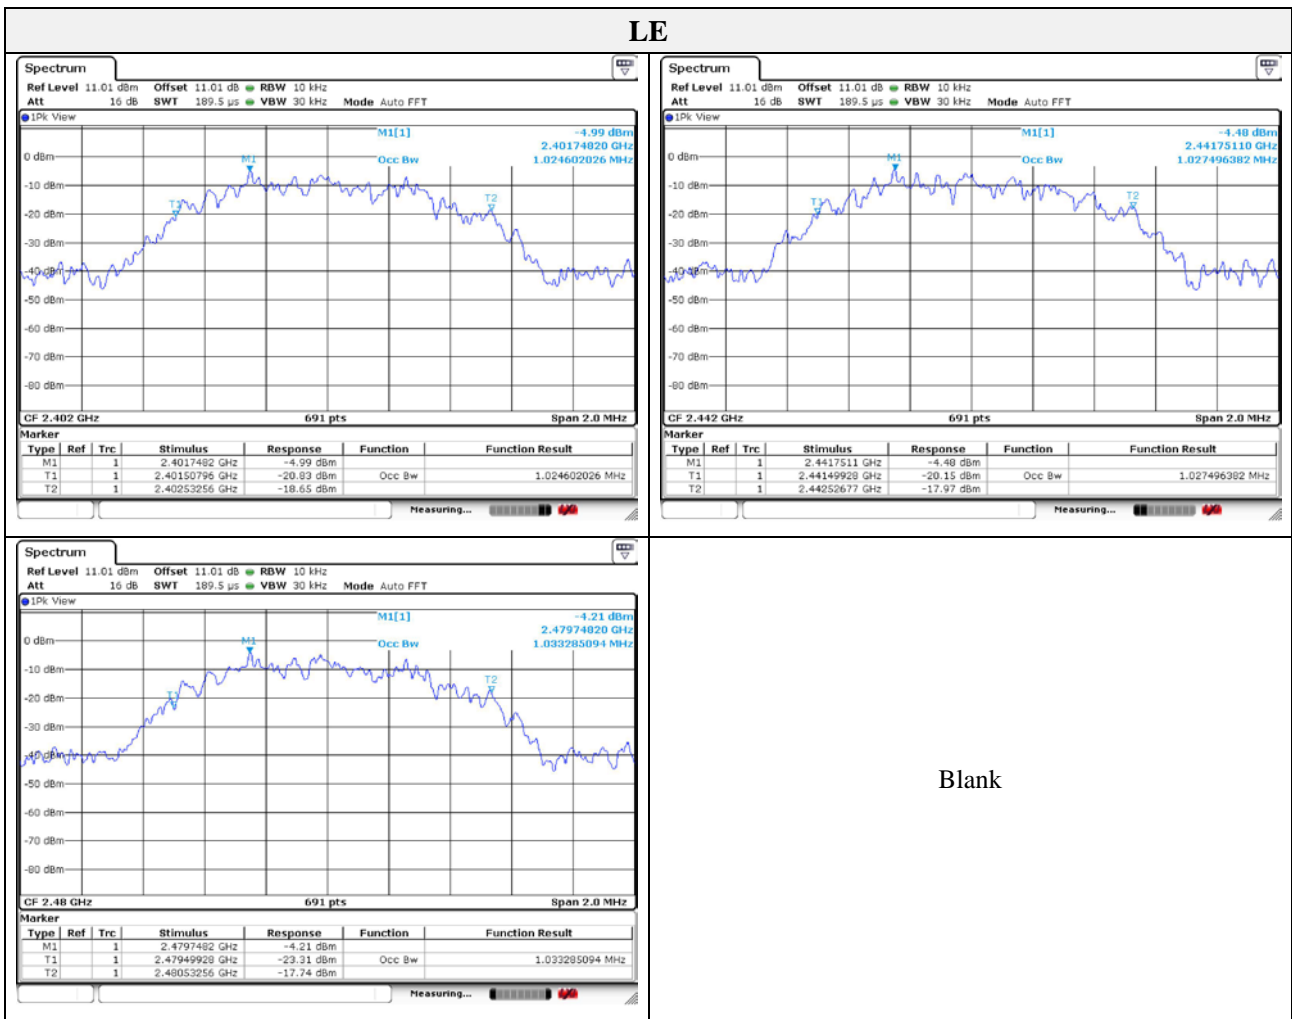 LE
Spectrum
Ref Level 11.01 dBm Offset 11.01 dB RBW 10 kHz
Att 16 dB SWT 189.5 µs VBW 30 kHz Mode Auto FFT
1Pk View
M1[1] -4.99 dBm
2.40174820 GHz
Occ Bw 1.024602026 MHz
M1
T1
T2
0 dBm
-10 dBm
-20 dBm
-30 dBm
-40 dBm
-50 dBm
-60 dBm
-70 dBm
-80 dBm
CF 2.402 GHz 691 pts Span 2.0 MHz
Marker
Type Ref Trc Stimulus Response Function Function Result
M1 1 2.4017482 GHz -4.99 dBm
T1 1 2.40150796 GHz -20.83 dBm Occ Bw 1.024602026 MHz
T2 1 2.40253256 GHz -18.65 dBm
Measuring...
Spectrum
Ref Level 11.01 dBm Offset 11.01 dB RBW 10 kHz
Att 16 dB SWT 189.5 µs VBW 30 kHz Mode Auto FFT
1Pk View
M1[1] -4.48 dBm
2.44175110 GHz
Occ Bw 1.027496382 MHz
M1
T1
T2
0 dBm
-10 dBm
-20 dBm
-30 dBm
-40 dBm
-50 dBm
-60 dBm
-70 dBm
-80 dBm
CF 2.442 GHz 691 pts Span 2.0 MHz
Marker
Type Ref Trc Stimulus Response Function Function Result
M1 1 2.4417511 GHz -4.48 dBm
T1 1 2.44149928 GHz -20.15 dBm Occ Bw 1.027496382 MHz
T2 1 2.44252677 GHz -17.97 dBm
Measuring...
Spectrum
Ref Level 11.01 dBm Offset 11.01 dB RBW 10 kHz
Att 16 dB SWT 189.5 µs VBW 30 kHz Mode Auto FFT
1Pk View
M1[1] -4.21 dBm
2.47974820 GHz
Occ Bw 1.033285094 MHz
M1
T1
T2
0 dBm
-10 dBm
-20 dBm
-30 dBm
-40 dBm
-50 dBm
-60 dBm
-70 dBm
-80 dBm
CF 2.48 GHz 691 pts Span 2.0 MHz
Marker
Type Ref Trc Stimulus Response Function Function Result
M1 1 2.4797482 GHz -4.21 dBm
T1 1 2.47949928 GHz -23.31 dBm Occ Bw 1.033285094 MHz
T2 1 2.48053256 GHz -17.74 dBm
Measuring...
Blank